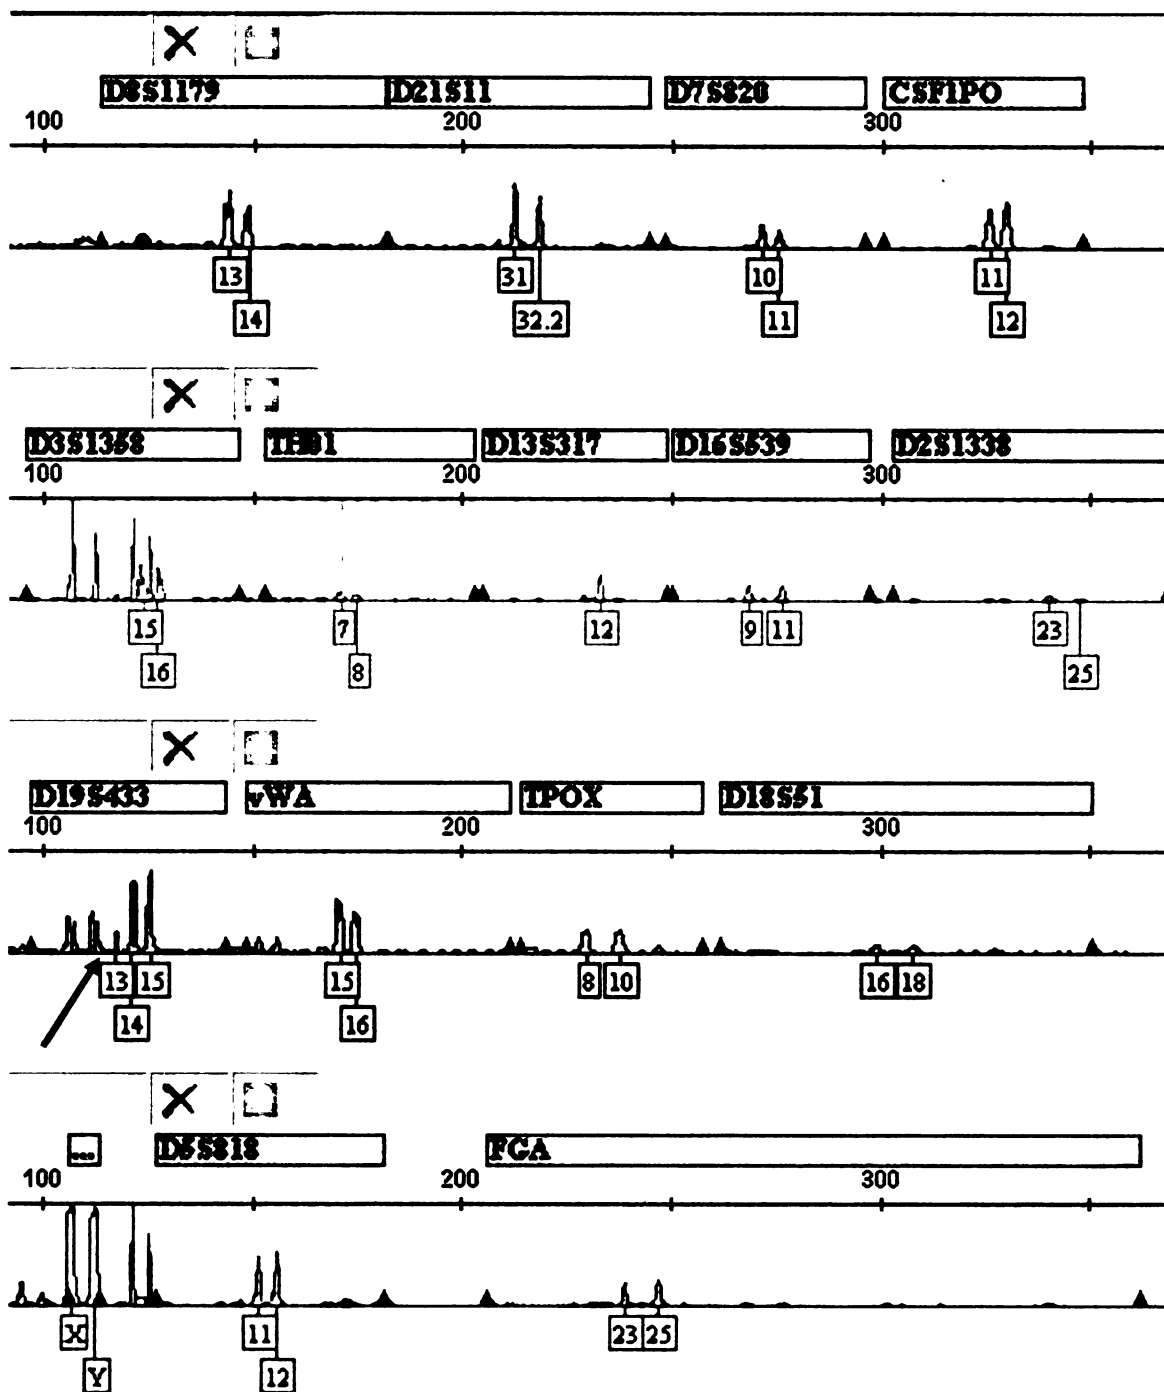 D8S1179 D21S11 D7S820 CSF1PO
100 200 300
13 31 10 11
14 32.2 11 12
D3S1358 TH01 D13S317 D16S539 D2S1338
100 200 300
15 7 12 9 11 23
16 8 25
D19S433 vWA TPOX D18S51
100 200 300
13 15 15 8 10 16 18
14 16
... D5S818 FGA
100 200 300
X 11 23 25
Y 12